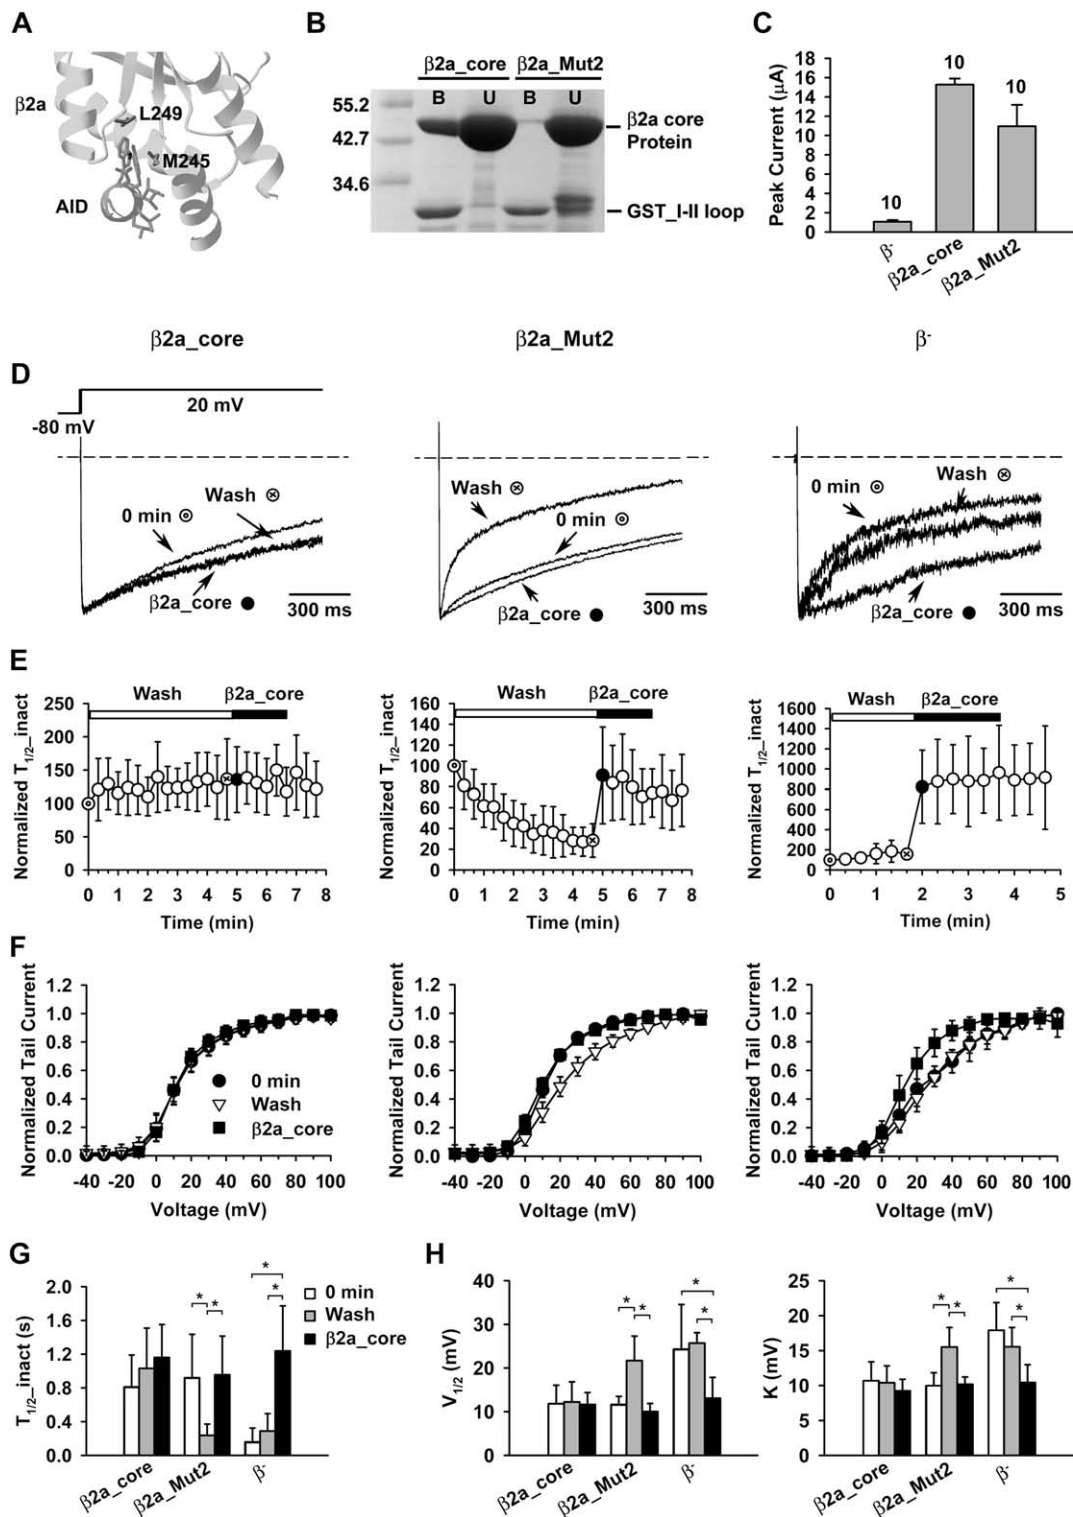 A
β2a
L249
M245
AID
B
β2a_core β2a_Mut2
B U B U
55.2
42.7
34.6
β2a core
Protein
GST_I-II loop
C
Peak Current (μA)
18
16
14
12
10
8
6
4
2
0
10
10
10
β-
β2a_core
β2a_Mut2
β2a_core
β2a_Mut2
β-
D
-80 mV
20 mV
0 min
Wash
β2a_core
300 ms
Wash
0 min
β2a_core
300 ms
0 min
Wash
β2a_core
300 ms
E
Normalized T1/2_inact
250
200
150
100
50
0
Wash
β2a_core
0 1 2 3 4 5 6 7 8
Time (min)
Normalized T1/2_inact
160
140
120
100
80
60
40
20
0
Wash
β2a_core
0 1 2 3 4 5 6 7 8
Time (min)
Normalized T1/2_inact
1600
1400
1200
1000
800
600
400
200
0
Wash
β2a_core
0 1 2 3 4 5
Time (min)
F
Normalized Tail Current
1.2
1.0
0.8
0.6
0.4
0.2
0.0
0 min
Wash
β2a_core
-40 -20 0 20 40 60 80 100
Voltage (mV)
Normalized Tail Current
1.2
1.0
0.8
0.6
0.4
0.2
0.0
-40 -20 0 20 40 60 80 100
Voltage (mV)
Normalized Tail Current
1.2
1.0
0.8
0.6
0.4
0.2
0.0
-40 -20 0 20 40 60 80 100
Voltage (mV)
G
T1/2_inact (s)
2.0
1.6
1.2
0.8
0.4
0.0
* *
*
*
0 min
Wash
β2a_core
β2a_core
β2a_Mut2
β-
H
V1/2 (mV)
40
30
20
10
0
* *
*
*
β2a_core
β2a_Mut2
β-
K (mV)
25
20
15
10
5
0
* *
*
*
β2a_core
β2a_Mut2
β-